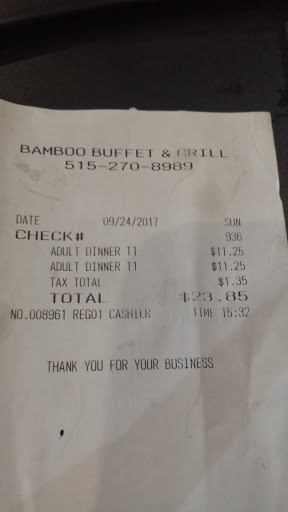 BAMBOO BUFFET & GRILL
515-270-8989
DATE 09/24/2017 SUN
CHECK# 936
ADULT DINNER T1 $11.25
ADULT DINNER T1 $11.25
TAX TOTAL $1.35
TOTAL $23.85
NO.008961 REG01 CASHIER TIME 15:32
THANK YOU FOR YOUR BUSINESS